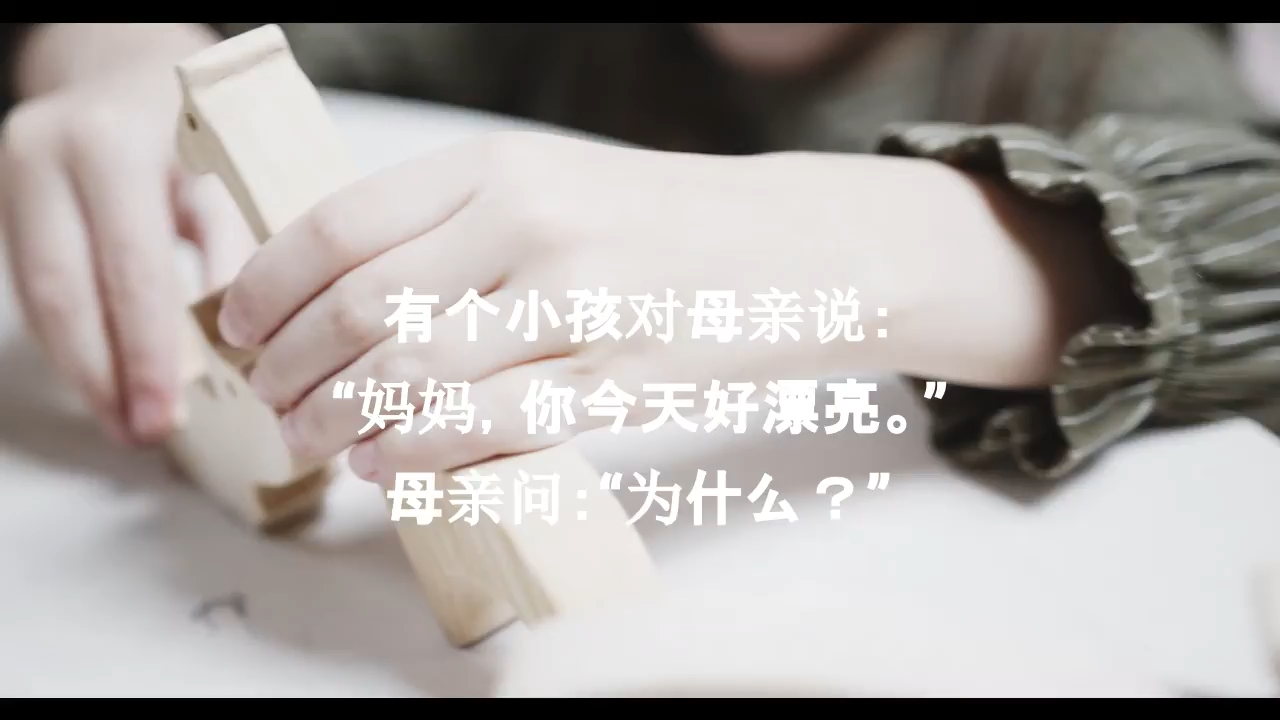 有个小孩对母亲说：
“妈妈，你今天好漂亮。”
母亲问：“为什么？”